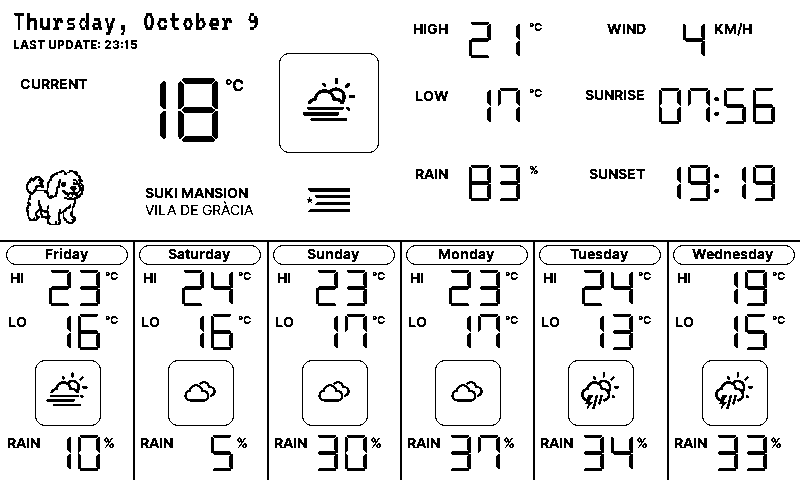 Thursday, October 9
LAST UPDATE: 23:15
CURRENT 18 °C
SUKI MANSION
VILA DE GRÀCIA
HIGH 21 °C
LOW 17 °C
RAIN 83 %
WIND 4 KM/H
SUNRISE 07:56
SUNSET 19:19
Friday
HI 23 °C
LO 16 °C
RAIN 10 %
Saturday
HI 24 °C
LO 16 °C
RAIN 5 %
Sunday
HI 23 °C
LO 17 °C
RAIN 30 %
Monday
HI 23 °C
LO 17 °C
RAIN 37 %
Tuesday
HI 24 °C
LO 13 °C
RAIN 34 %
Wednesday
HI 19 °C
LO 15 °C
RAIN 33 %